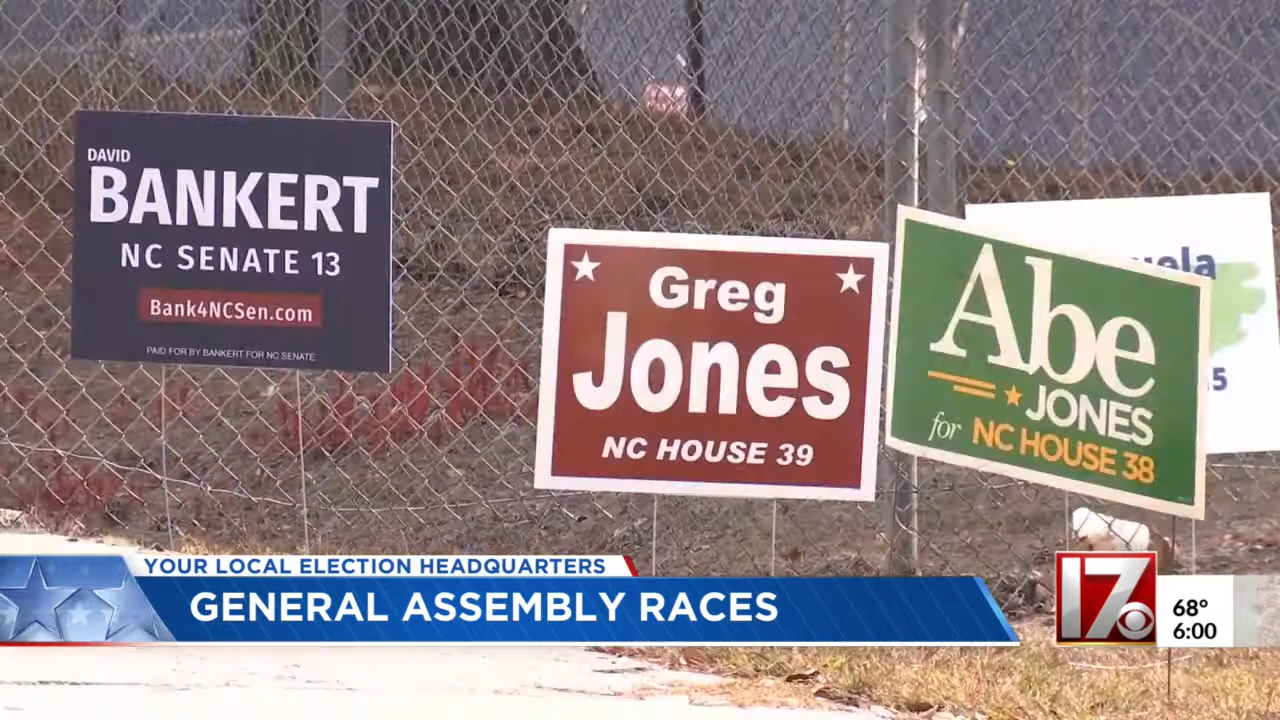 DAVID
BANKERT
NC SENATE 13
Bank4NCSen.com
PAID FOR BY BANKERT FOR NC SENATE
Greg
Jones
NC HOUSE 39
Abe
JONES
for NC HOUSE 38
YOUR LOCAL ELECTION HEADQUARTERS
GENERAL ASSEMBLY RACES
17
68°
6:00